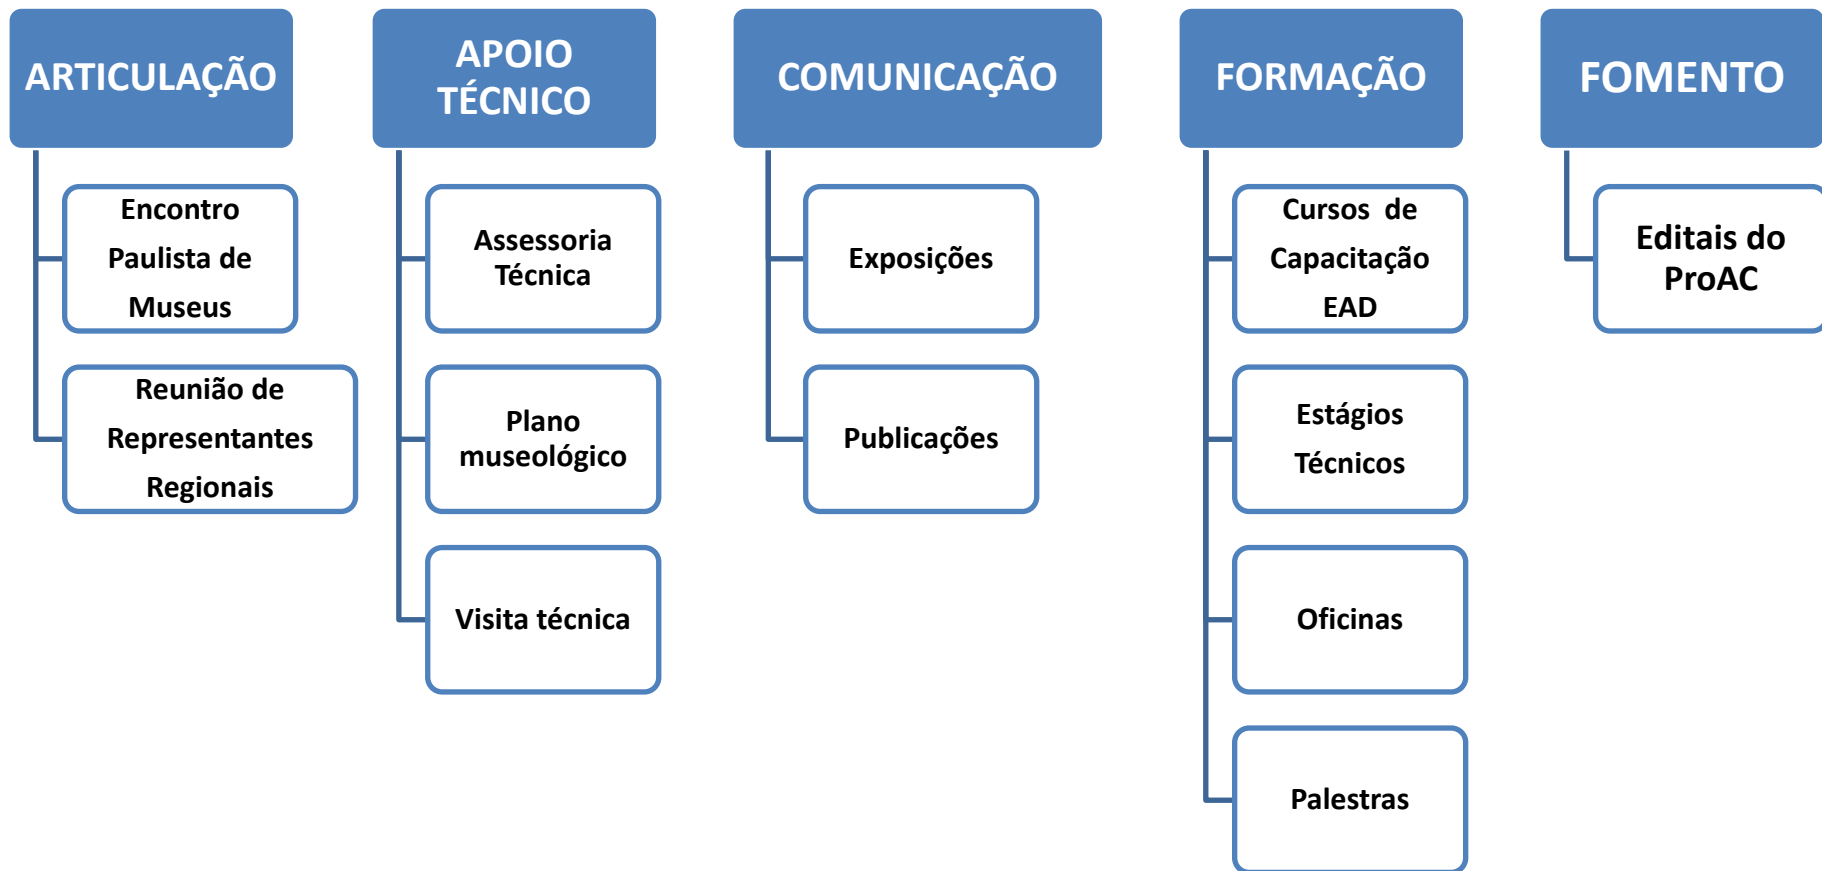 ARTICULAÇÃO
Encontro
Paulista de
Museus
Reunião de
Representantes
Regionais
APOIO
TÉCNICO
Assessoria
Técnica
Plano
museológico
Visita técnica
COMUNICAÇÃO
Exposições
Publicações
FORMAÇÃO
Cursos de
Capacitação
EAD
Estágios
Técnicos
Oficinas
Palestras
FOMENTO
Editais do
ProAC